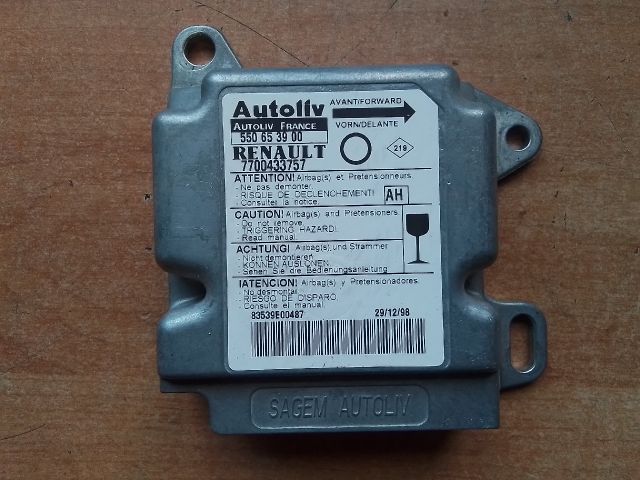 Autoliv
AVANT/FORWARD
AUTOLIV FRANCE
VORN/DELANTE
550 65 39 00
RENAULT
7700433757
219
ATTENTION! Airbag(s) et Pretensionneurs.
- Ne pas demonter.
- RISQUE DE DECLENCHEMENT!
- Consulter la notice.
AH
CAUTION! Airbag(s) and Pretensioners
- Do not remove.
- TRIGGERING HAZARD!
- Read manual.
ACHTUNG! Airbag(s) und Strammer
- Nicht demontieren
- KONNEN AUSLONEN.
- Sehen Sie die Bedienungsanleitung
!ATENCION! Airbag(s) y Pretensionadores.
- No desmontar
- RIESGO DE DISPARO.
- Consulte el manual.
83539E00487 29/12/98
SAGEM AUTOLIV